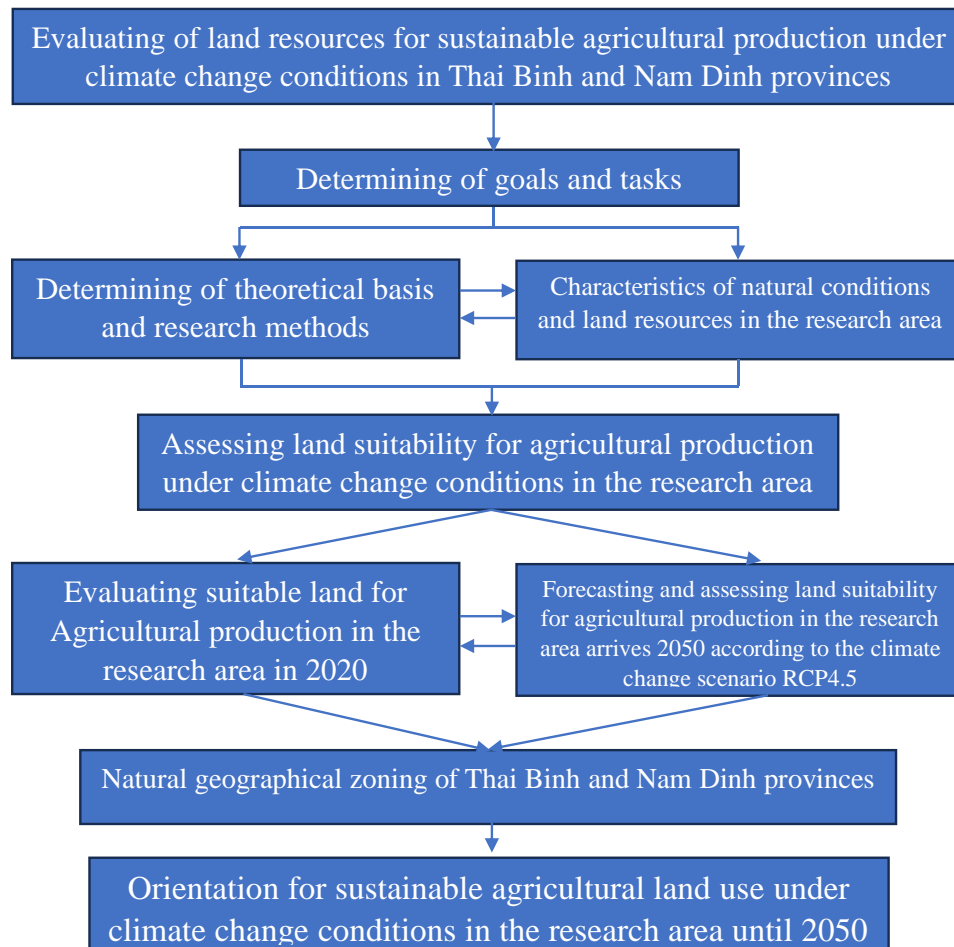 Evaluating of land resources for sustainable agricultural production under
climate change conditions in Thai Binh and Nam Dinh provinces
Determining of goals and tasks
Determining of theoretical basis
and research methods
Characteristics of natural conditions
and land resources in the research area
Assessing land suitability for agricultural production
under climate change conditions in the research area
Evaluating suitable land for
Agricultural production in the
research area in 2020
Forecasting and assessing land suitability
for agricultural production in the research
area arrives 2050 according to the climate
change scenario RCP4.5
Natural geographical zoning of Thai Binh and Nam Dinh provinces
Orientation for sustainable agricultural land use under
climate change conditions in the research area until 2050